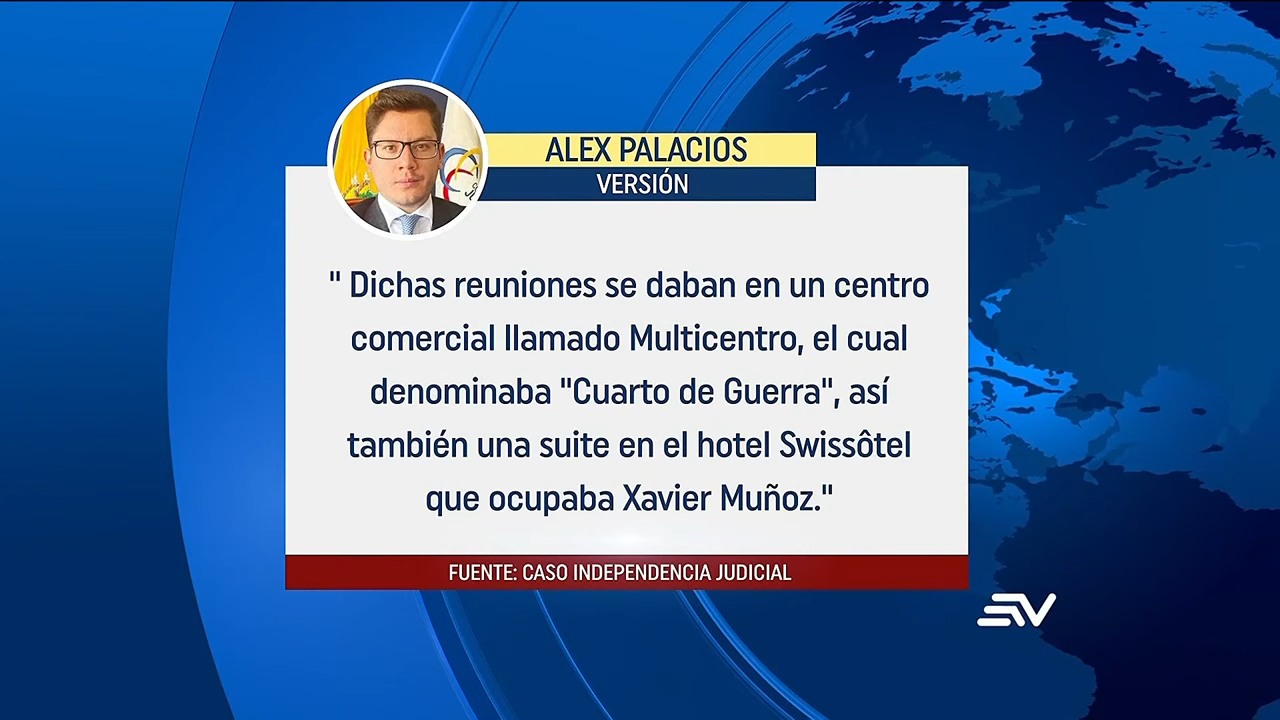 ALEX PALACIOS
VERSIÓN
" Dichas reuniones se daban en un centro
comercial llamado Multicentro, el cual
denominaba "Cuarto de Guerra", así
también una suite en el hotel Swissôtel
que ocupaba Xavier Muñoz."
FUENTE: CASO INDEPENDENCIA JUDICIAL